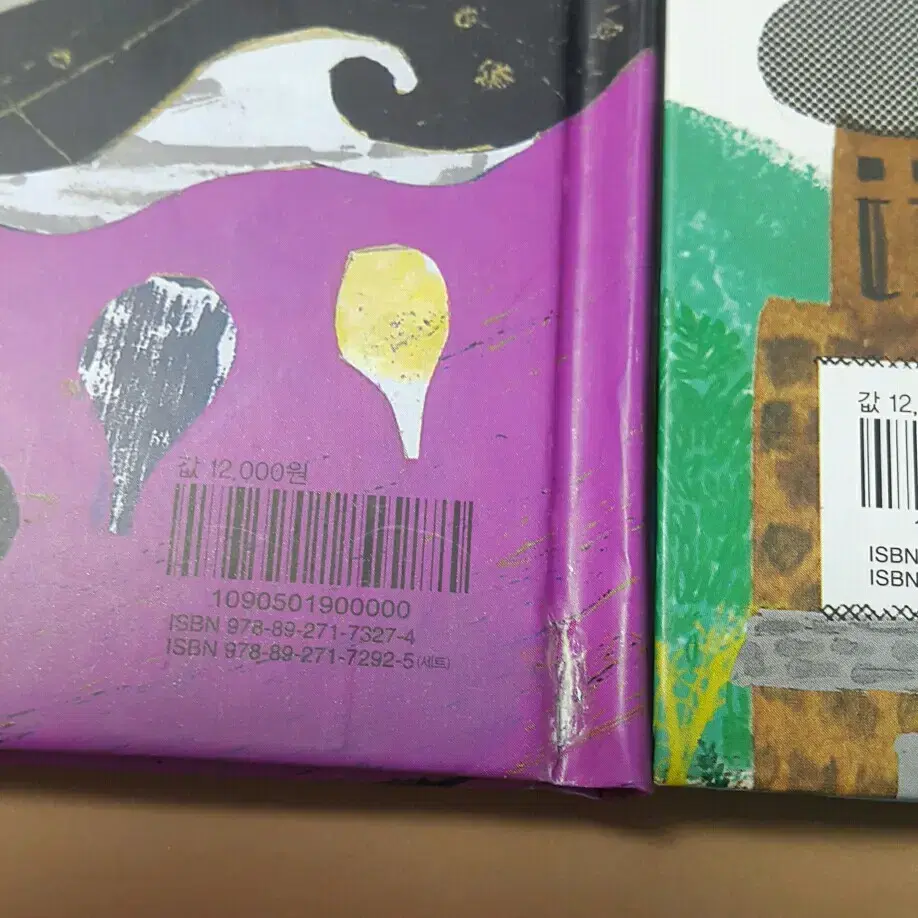 값 12,000원
1090501900000
ISBN 978-89-271-7327-4
ISBN 978-89-271-7292-5 (세트)
값 12,
ISBN
ISBN